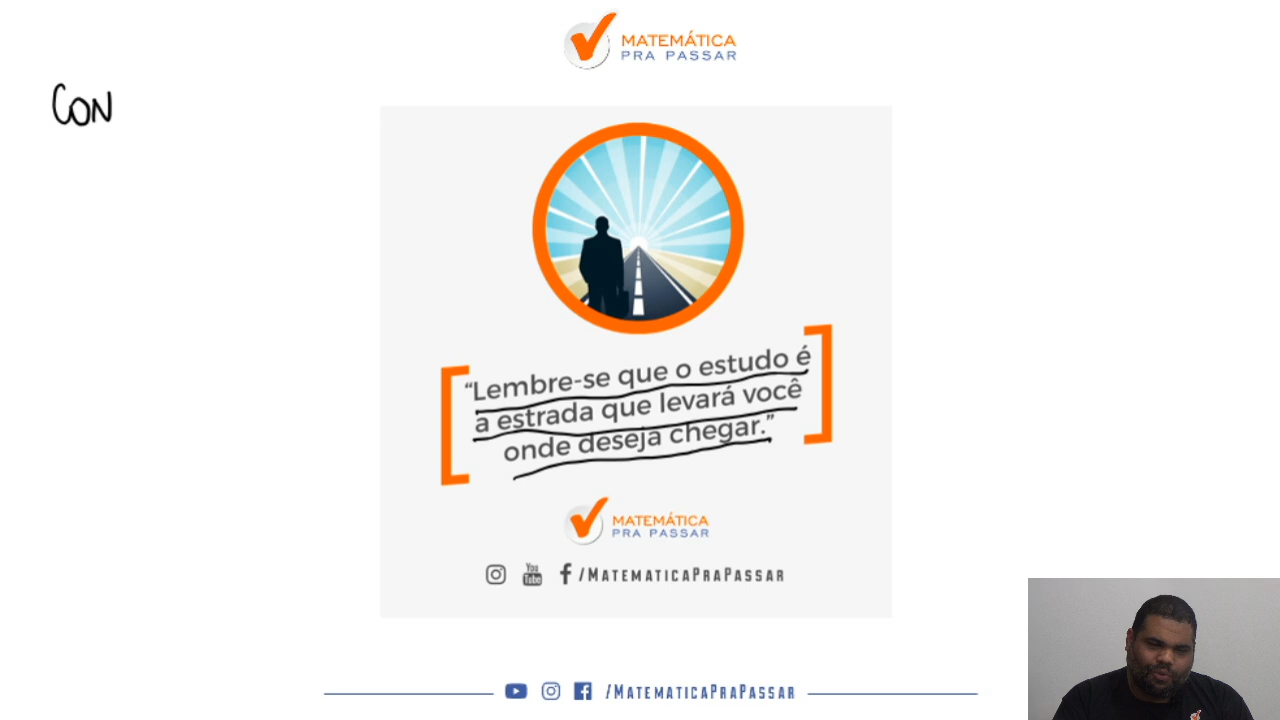 MATEMÁTICA
PRA PASSAR
CON
“Lembre-se que o estudo é
a estrada que levará você
onde deseja chegar.”
MATEMÁTICA
PRA PASSAR
You
Tube
f/MATEMATICAPRAPASSAR
/MATEMATICAPRAPASSAR